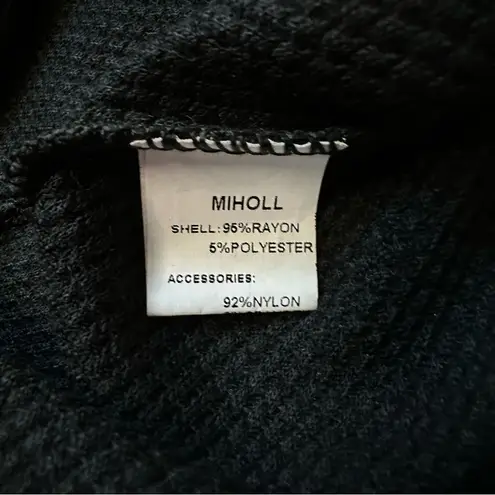 MIHOLL
SHELL:95%RAYON
5%POLYESTER
ACCESSORIES:
92%NYLON